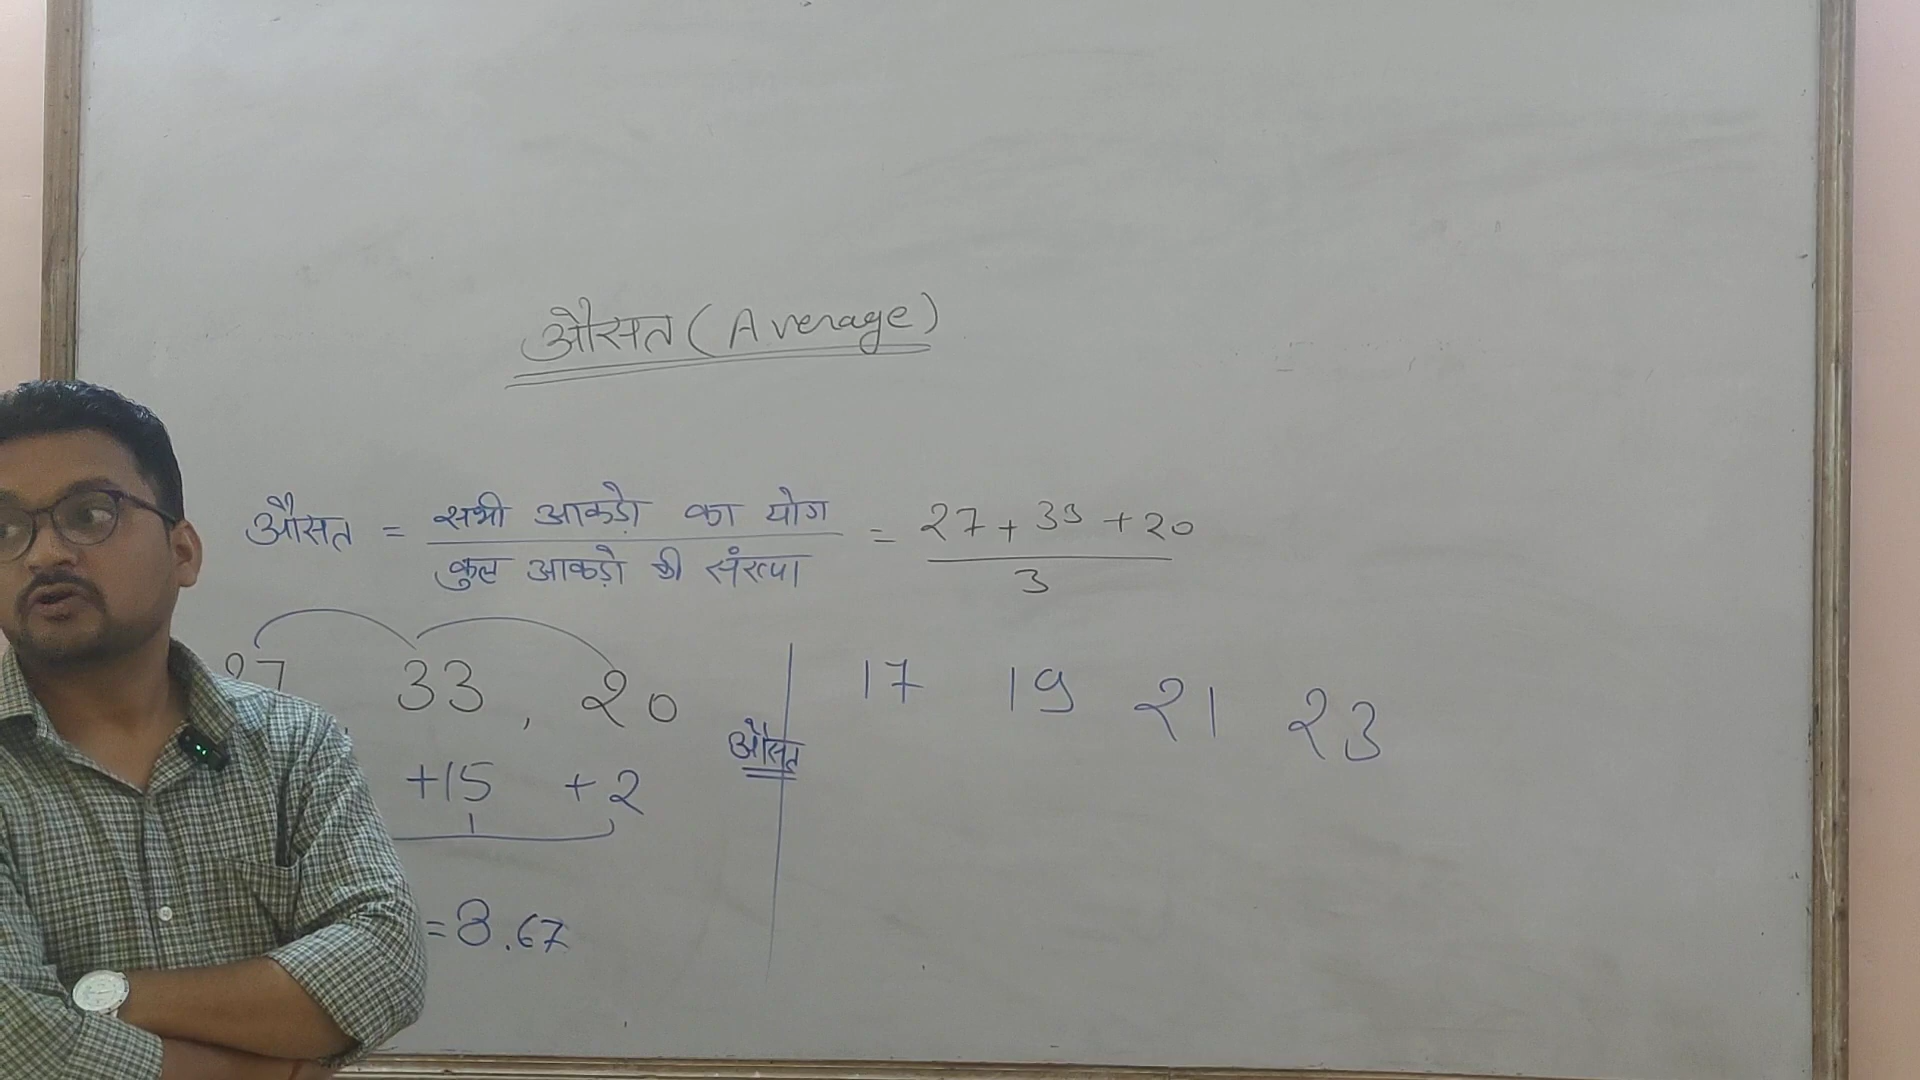 औसत (Average)
औसत = सभी आकडो़ का योग / कुल आकडो़ की संख्या = 27 + 33 + 20 / 3
27 33 , 20
+15 +2
= 8.67
औसत
17 19 21 23